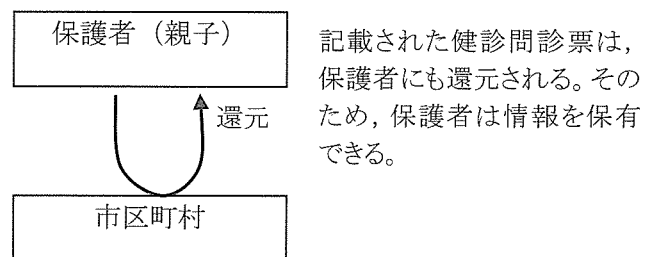 保護者（親子）
記載された健診問診票は，
保護者にも還元される。その
ため，保護者は情報を保有
できる。
還元
市区町村